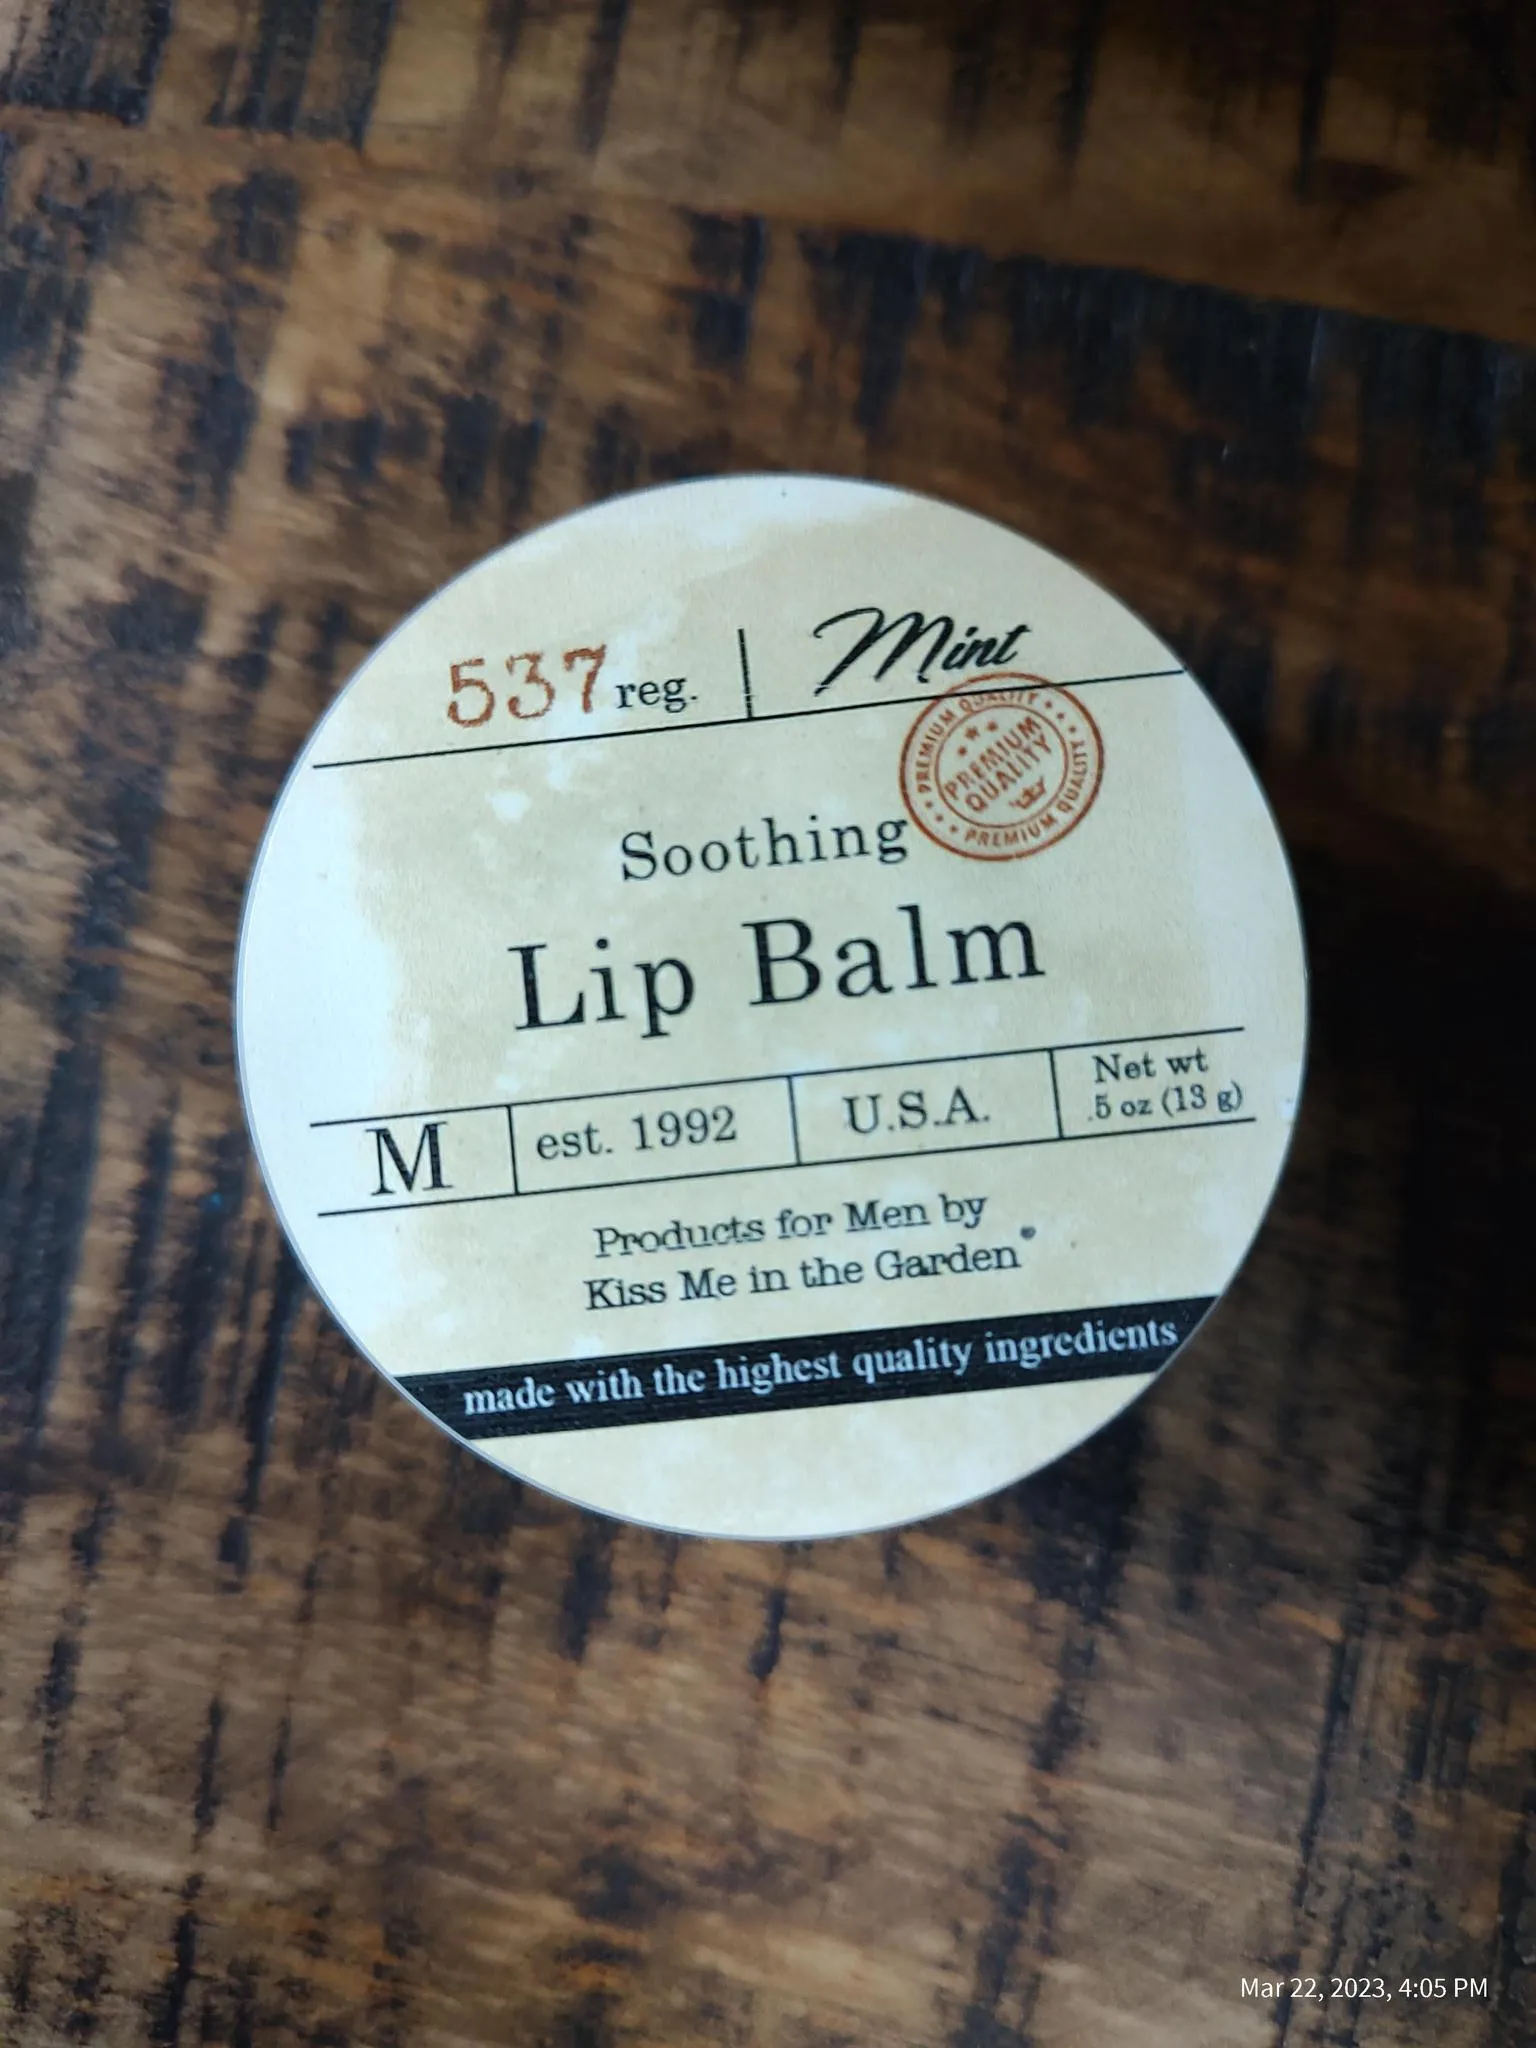 537 reg. | Mint
PREMIUM QUALITY
PREMIUM
QUALITY
PREMIUM QUALITY
Soothing
Lip Balm
M | est. 1992 | U.S.A. | Net wt
.5 oz (13 g)
Products for Men by
Kiss Me in the Garden®
made with the highest quality ingredients
Mar 22, 2023, 4:05 PM